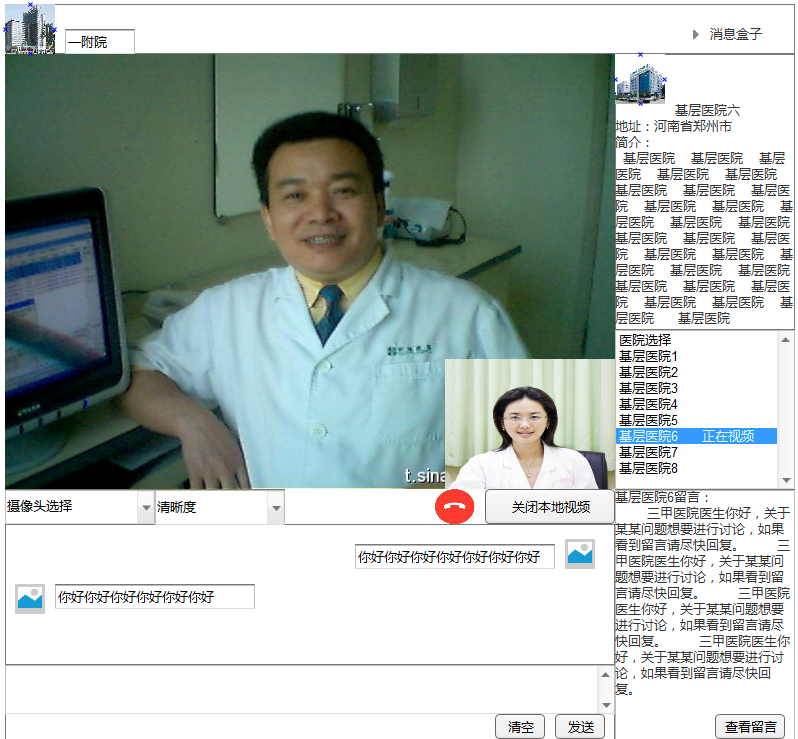 一附院
消息盒子
基层医院六
地址：河南省郑州市
简介：
基层医院 基层医院 基层
医院 基层医院 基层医院
基层医院 基层医院 基层医
院 基层医院 基层医院 基
层医院 基层医院 基层医院
基层医院 基层医院 基层医
院 基层医院 基层医院 基
层医院 基层医院 基层医院
基层医院 基层医院 基层医
院 基层医院 基层医院 基
层医院 基层医院
医院选择
基层医院1
基层医院2
基层医院3
基层医院4
基层医院5
基层医院6 正在视频
基层医院7
基层医院8
t.sina
摄像头选择
清晰度
关闭本地视频
你好你好你好你好你好你好你好
你好你好你好你好你好你好
清空
发送
基层医院6留言：
三甲医院医生你好，关于
某某问题想要进行讨论，如果
看到留言请尽快回复。 三
甲医院医生你好，关于某某问
题想要进行讨论，如果看到留
言请尽快回复。 三甲医院
医生你好，关于某某问题想要
进行讨论，如果看到留言请尽
快回复。 三甲医院医生你
好，关于某某问题想要进行讨
论，如果看到留言请尽快回
复。
查看留言